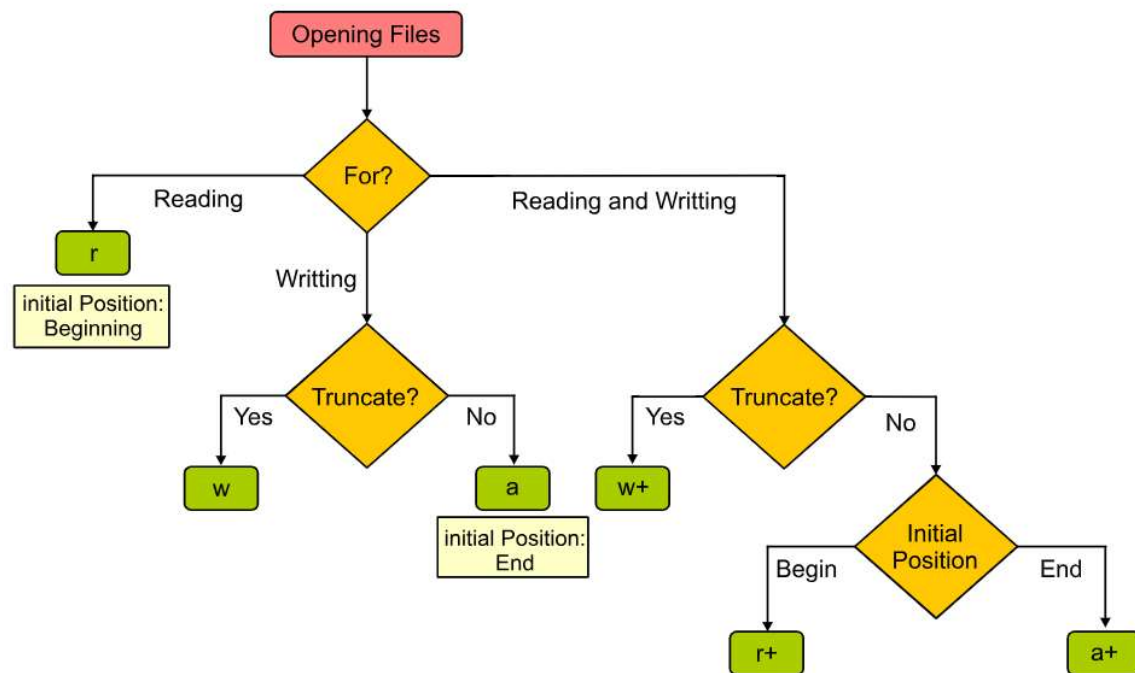 Opening Files
For?
Reading
Reading and Writting
r
initial Position:
Beginning
Writting
Truncate?
Yes
No
w
a
initial Position:
End
Truncate?
Yes
No
w+
Initial
Position
Begin
End
r+
a+